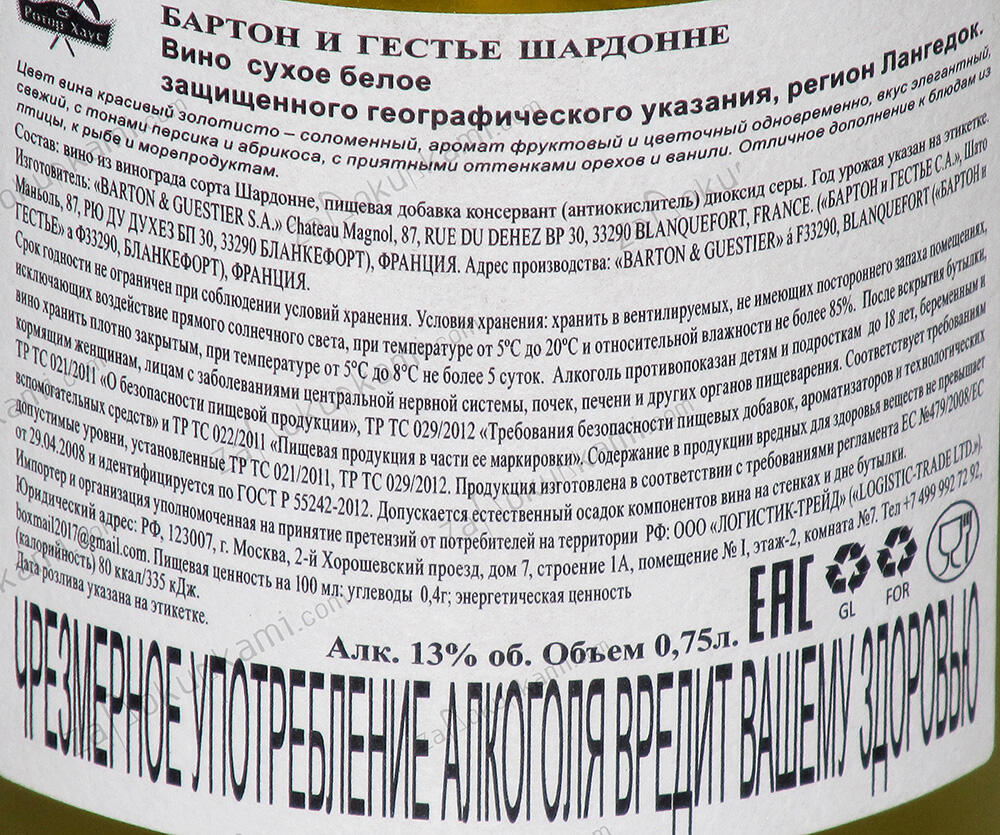 Ротор Хаус
БАРТОН И ГЕСТЬЕ ШАРДОННЕ
Вино сухое белое
защищенного географического указания, регион Лангедок.
Цвет вина красивый золотисто – соломенный, аромат фруктовый и цветочный одновременно, вкус элегантный,
свежий, с тонами персика и абрикоса, с приятными оттенками орехов и ванили. Отличное дополнение к блюдам из
птицы, к рыбе и морепродуктам.
Состав: вино из винограда сорта Шардонне, пищевая добавка консервант (антиокислитель) диоксид серы. Год урожая указан на этикетке.
Изготовитель: «BARTON & GUESTIER S.A.» Chateau Magnol, 87, RUE DU DEHEZ BP 30, 33290 BLANQUEFORT, FRANCE. («БАРТОН и ГЕСТЬЕ С.А.», Шато
Маньоль, 87, РЮ ДУ ДУХЕЗ БП 30, 33290 БЛАНКЕФОРТ), ФРАНЦИЯ. Адрес производства: «BARTON & GUESTIER» á F33290, BLANQUEFORT («БАРТОН и
ГЕСТЬЕ» а Ф33290, БЛАНКЕФОРТ), ФРАНЦИЯ.
Срок годности не ограничен при соблюдении условий хранения. Условия хранения: хранить в вентилируемых, не имеющих постороннего запаха помещениях,
исключающих воздействие прямого солнечного света, при температуре от 5ºС до 20ºС и относительной влажности не более 85%. После вскрытия бутылки,
вино хранить плотно закрытым, при температуре от 5ºС до 8ºС не более 5 суток. Алкоголь противопоказан детям и подросткам до 18 лет, беременным и
кормящим женщинам, лицам с заболеваниями центральной нервной системы, почек, печени и других органов пищеварения. Соответствует требованиям
ТР ТС 021/2011 «О безопасности пищевой продукции», ТР ТС 029/2012 «Требования безопасности пищевых добавок, ароматизаторов и технологических
вспомогательных средств» и ТР ТС 022/2011 «Пищевая продукция в части ее маркировки». Содержание в продукции вредных для здоровья веществ не превышает
допустимые уровни, установленные ТР ТС 021/2011, ТР ТС 029/2012. Продукция изготовлена в соответствии с требованиями регламента ЕС №479/2008/ЕС
от 29.04.2008 и идентифицируется по ГОСТ Р 55242-2012. Допускается естественный осадок компонентов вина на стенках и дне бутылки.
Импортер и организация уполномоченная на принятие претензий от потребителей на территории РФ: ООО «ЛОГИСТИК-ТРЕЙД» («LOGISTIC-TRADE LTD.»).
Юридический адрес: РФ, 123007, г. Москва, 2-й Хорошевский проезд, дом 7, строение 1А, помещение № I, этаж-2, комната №7. Тел +7 499 992 72 92,
boxmail2017@gmail.com. Пищевая ценность на 100 мл: углеводы 0,4г; энергетическая ценность
(калорийность) 80 ккал/335 кДж.
Дата розлива указана на этикетке.
EAC
GL
FOR
Алк. 13% об. Объем 0,75л.
ЧРЕЗМЕРНОЕ УПОТРЕБЛЕНИЕ АЛКОГОЛЯ ВРЕДИТ ВАШЕМУ ЗДОРОВЬЮ